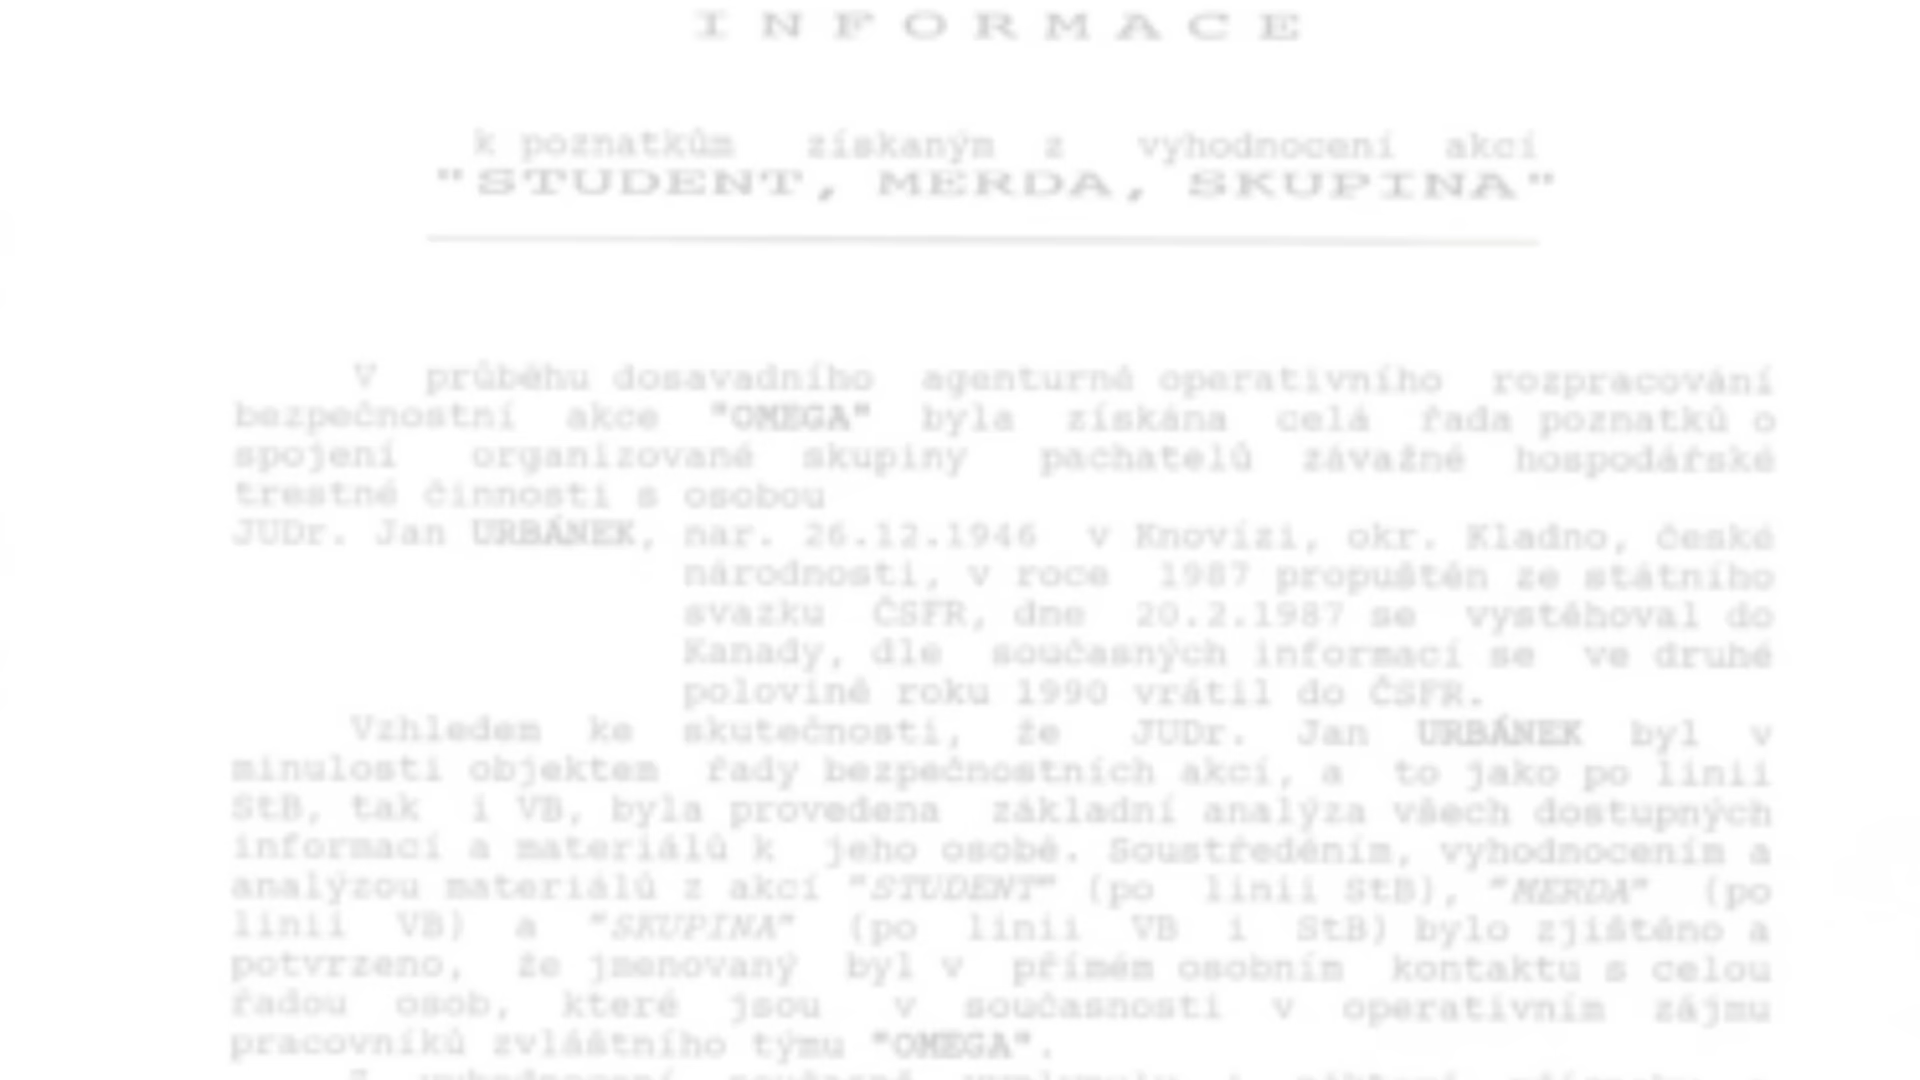 INFORMACE
k poznatkům získaným z vyhodnocení akcí
"STUDENT, MERDA, SKUPINA"
V průběhu dosavadního agenturně operativního rozpracování
bezpečnostní akce "OMEGA" byla získána celá řada poznatků o
spojení organizované skupiny pachatelů závažné hospodářské
trestné činnosti s osobou
JUDr. Jan URBÁNEK, nar. 26.12.1946 v Knovízi, okr. Kladno, české
národnosti, v roce 1987 propuštěn ze státního
svazku ČSFR, dne 20.2.1987 se vystěhoval do
Kanady, dle současných informací se ve druhé
polovině roku 1990 vrátil do ČSFR.
Vzhledem ke skutečnosti, že JUDr. Jan URBÁNEK byl v
minulosti objektem řady bezpečnostních akcí, a to jako po linii
StB, tak i VB, byla provedena základní analýza všech dostupných
informací a materiálů k jeho osobě. Soustředěním, vyhodnocením a
analýzou materiálů z akcí "STUDENT" (po linii StB), "MERDA" (po
linii VB) a "SKUPINA" (po linii VB i StB) bylo zjištěno a
potvrzeno, že jmenovaný byl v přímém osobním kontaktu s celou
řadou osob, které jsou v současnosti v operativním zájmu
pracovníků zvláštního týmu "OMEGA".